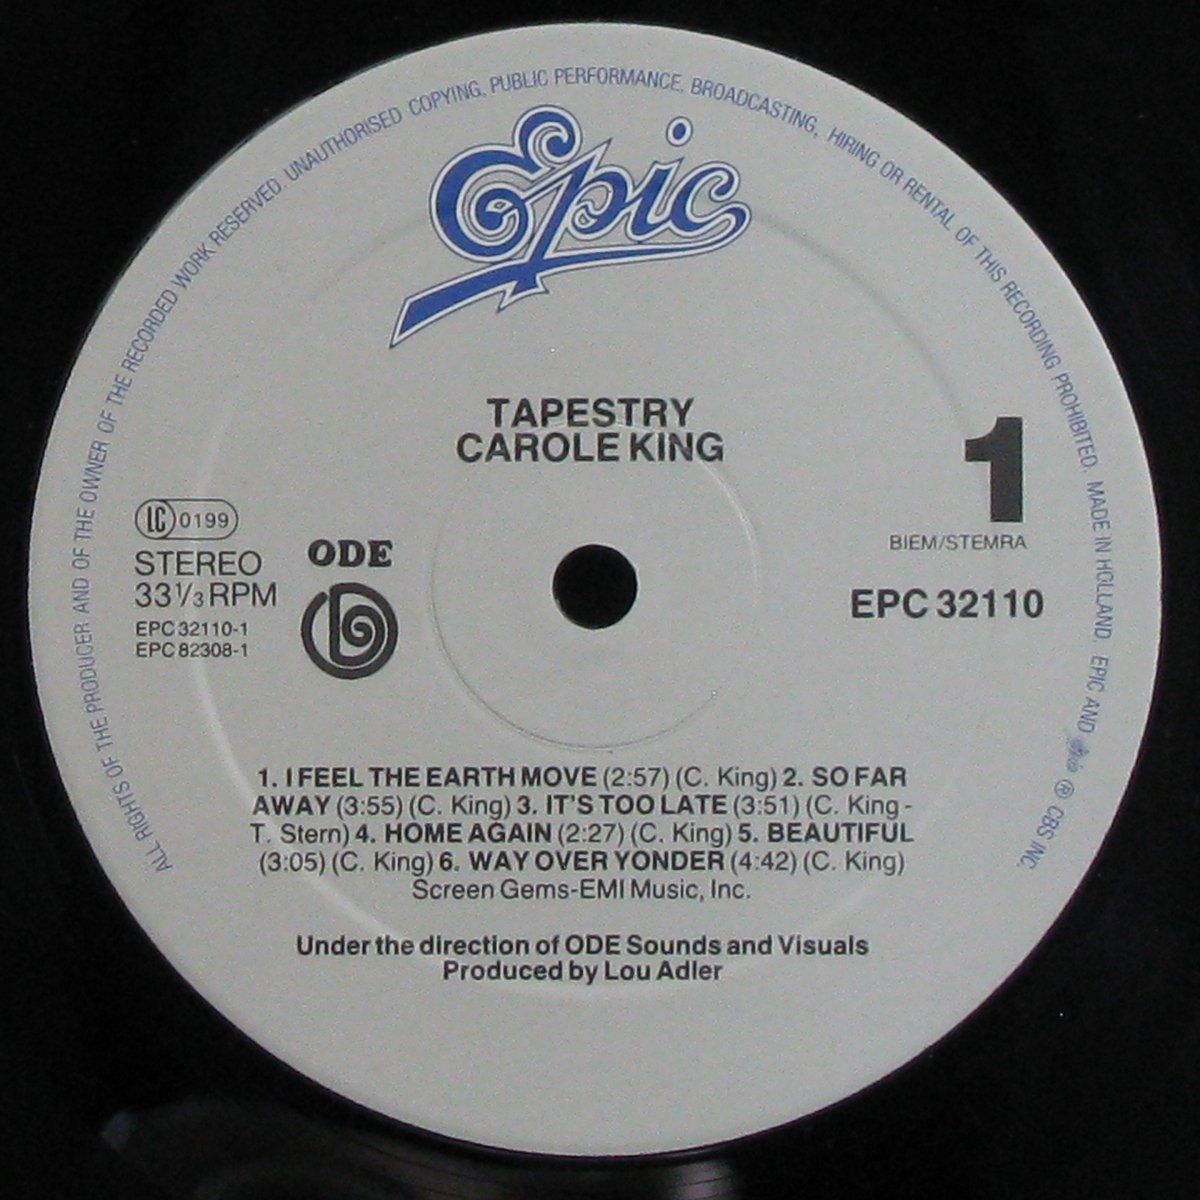 ALL RIGHTS OF THE PRODUCER AND OF THE OWNER OF THE RECORDED WORK RESERVED. UNAUTHORISED COPYING, PUBLIC PERFORMANCE, BROADCASTING, HIRING OR RENTAL OF THIS RECORDING PROHIBITED. MADE IN HOLLAND EPIC AND Epic ℗ CBS INC.
Epic
TAPESTRY
CAROLE KING
1
BIEM/STEMRA
EPC 32110
LC 0199
STEREO
33 1/3 RPM
EPC 32110-1
EPC 82308-1
ODE
1. I FEEL THE EARTH MOVE (2:57) (C. King) 2. SO FAR
AWAY (3:55) (C. King) 3. IT'S TOO LATE (3:51) (C. King -
T. Stern) 4. HOME AGAIN (2:27) (C. King) 5. BEAUTIFUL
(3:05) (C. King) 6. WAY OVER YONDER (4:42) (C. King)
Screen Gems-EMI Music, Inc.
Under the direction of ODE Sounds and Visuals
Produced by Lou Adler